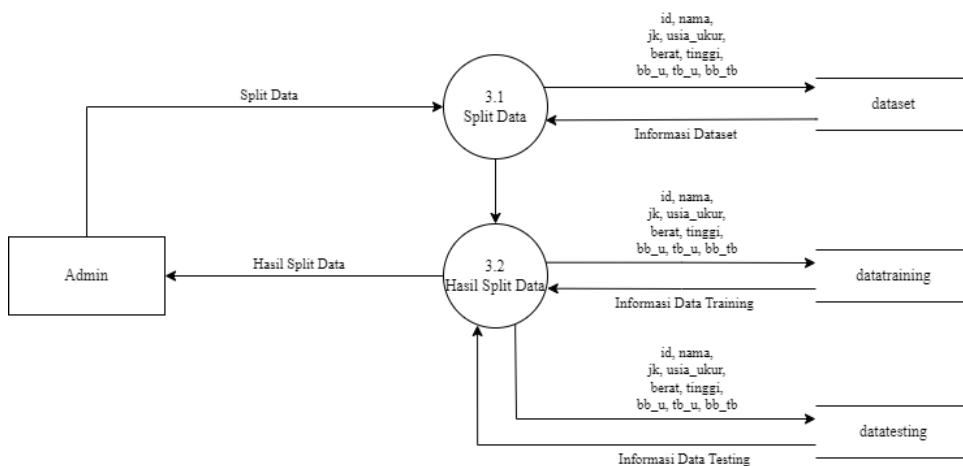 id, nama,
jk, usia_ukur,
berat, tinggi,
bb_u, tb_u, bb_tb
Split Data
3.1
Split Data
dataset
Informasi Dataset
id, nama,
jk, usia_ukur,
berat, tinggi,
bb_u, tb_u, bb_tb
Admin
Hasil Split Data
3.2
Hasil Split Data
datatraining
Informasi Data Training
id, nama,
jk, usia_ukur,
berat, tinggi,
bb_u, tb_u, bb_tb
datatesting
Informasi Data Testing